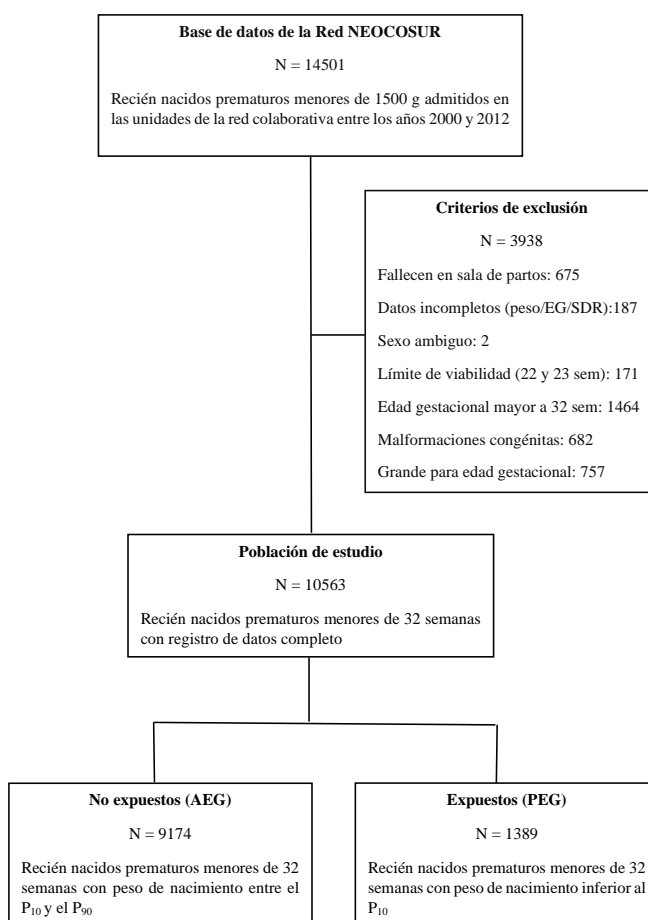 Base de datos de la Red NEOCOSUR
N = 14501
Recién nacidos prematuros menores de 1500 g admitidos en
las unidades de la red colaborativa entre los años 2000 y 2012
Criterios de exclusión
N = 3938
Fallecen en sala de partos: 675
Datos incompletos (peso/EG/SDR):187
Sexo ambiguo: 2
Límite de viabilidad (22 y 23 sem): 171
Edad gestacional mayor a 32 sem: 1464
Malformaciones congénitas: 682
Grande para edad gestacional: 757
Población de estudio
N = 10563
Recién nacidos prematuros menores de 32 semanas
con registro de datos completo
No expuestos (AEG)
N = 9174
Recién nacidos prematuros menores de 32
semanas con peso de nacimiento entre el
P10 y el P90
Expuestos (PEG)
N = 1389
Recién nacidos prematuros menores de 32
semanas con peso de nacimiento inferior al
P10